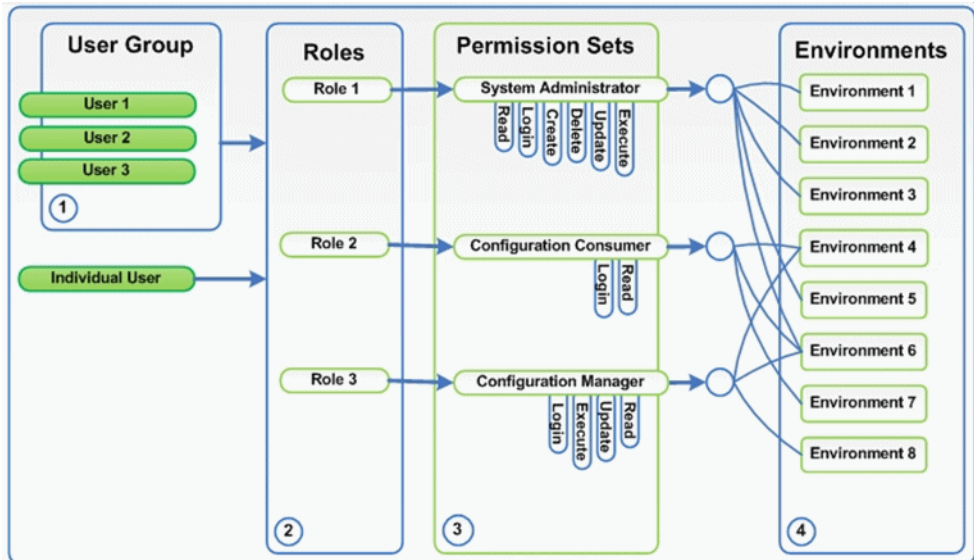 User Group
User 1
User 2
User 3
1
Individual User
Roles
Role 1
Role 2
Role 3
2
Permission Sets
System Administrator
Read
Login
Create
Delete
Update
Execute
Configuration Consumer
Login
Read
Configuration Manager
Login
Execute
Update
Read
3
Environments
Environment 1
Environment 2
Environment 3
Environment 4
Environment 5
Environment 6
Environment 7
Environment 8
4